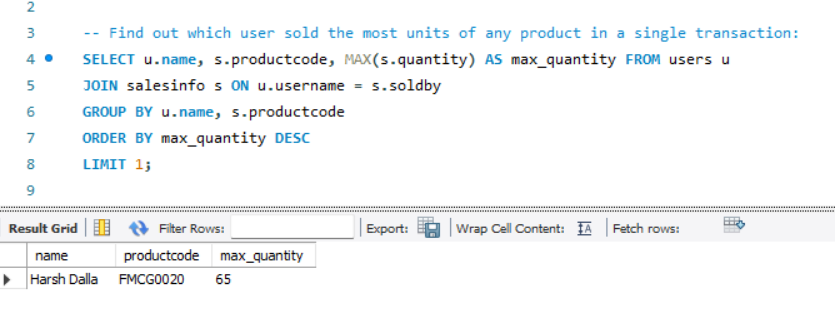 2
3 -- Find out which user sold the most units of any product in a single transaction:
4 SELECT u.name, s.productcode, MAX(s.quantity) AS max_quantity FROM users u
5 JOIN salesinfo s ON u.username = s.soldby
6 GROUP BY u.name, s.productcode
7 ORDER BY max_quantity DESC
8 LIMIT 1;
9
Result Grid Filter Rows: Export: Wrap Cell Content: Fetch rows:
name productcode max_quantity
Harsh Dalla FMCG0020 65